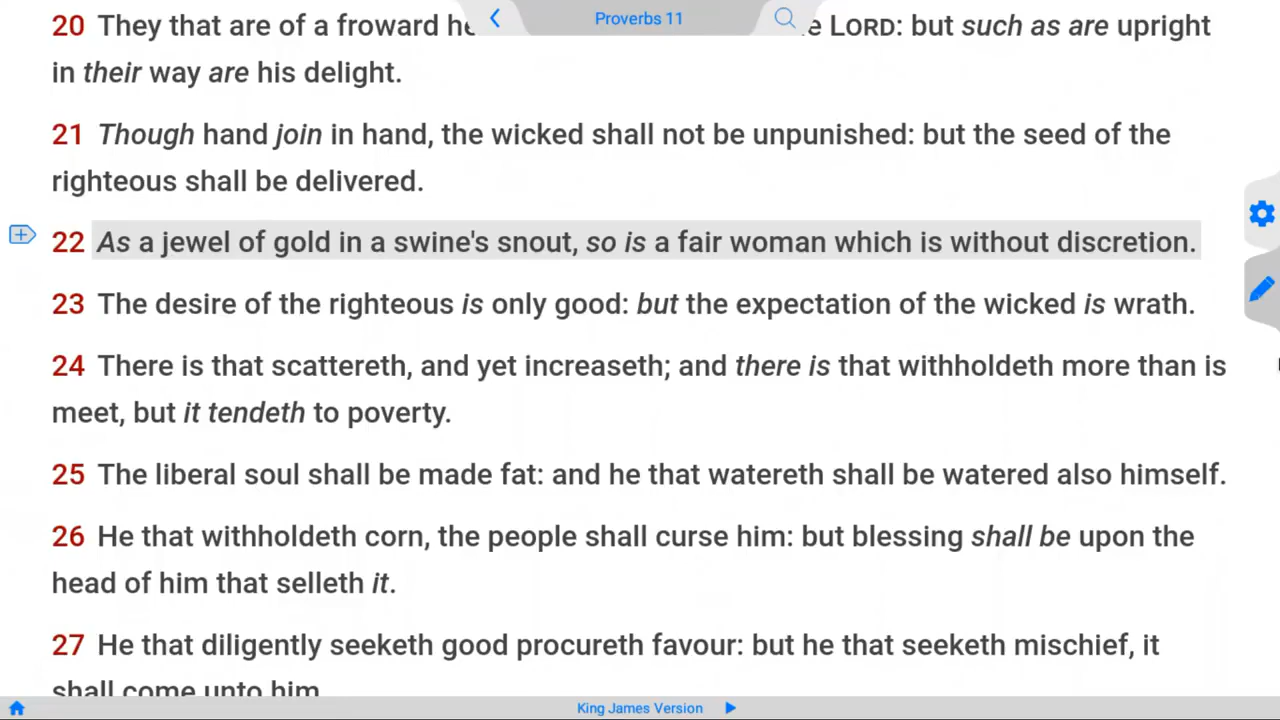 Proverbs 11
20 They that are of a froward he LORD: but such as are upright
in their way are his delight.
21 Though hand join in hand, the wicked shall not be unpunished: but the seed of the
righteous shall be delivered.
22 As a jewel of gold in a swine's snout, so is a fair woman which is without discretion.
23 The desire of the righteous is only good: but the expectation of the wicked is wrath.
24 There is that scattereth, and yet increaseth; and there is that withholdeth more than is
meet, but it tendeth to poverty.
25 The liberal soul shall be made fat: and he that watereth shall be watered also himself.
26 He that withholdeth corn, the people shall curse him: but blessing shall be upon the
head of him that selleth it.
27 He that diligently seeketh good procureth favour: but he that seeketh mischief, it
shall come unto him
King James Version